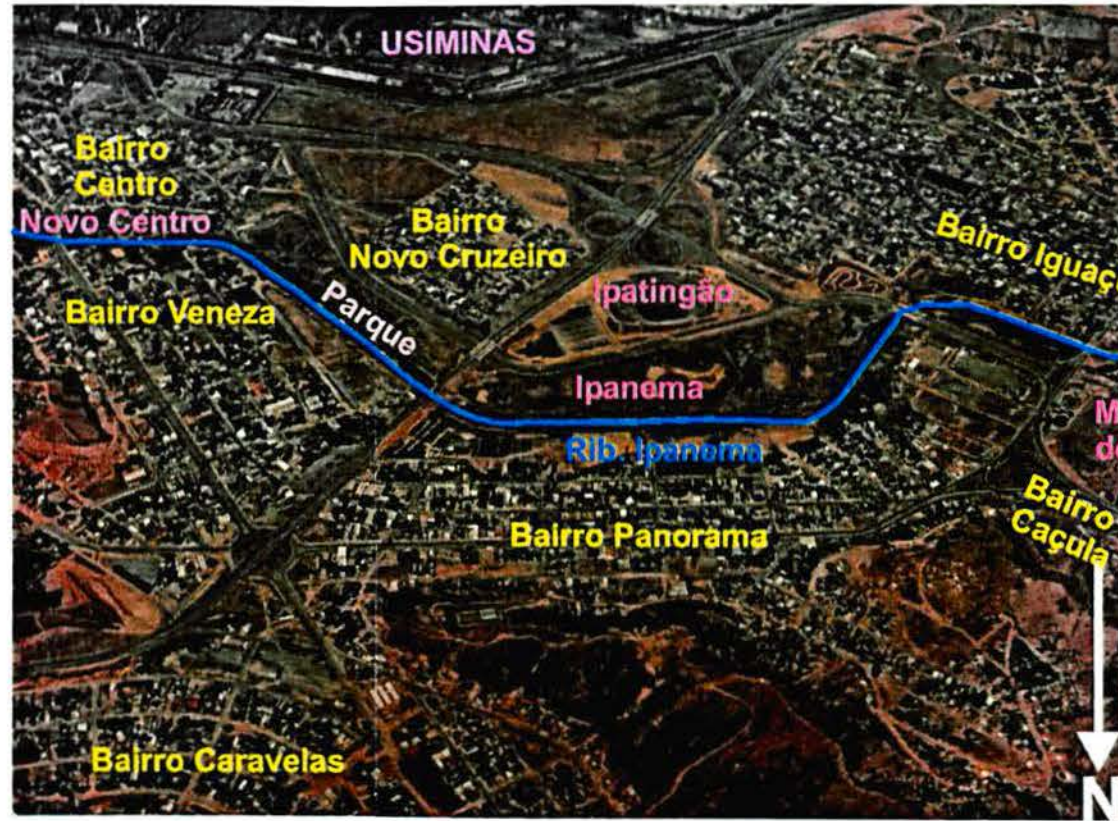 USIMINAS
Bairro
Centro
Novo Centro
Bairro
Novo Cruzeiro
Bairro Iguaç
Ipatingão
Bairro Veneza
Parque
Ipanema
Rib. Ipanema
M
de
Bairro
Caçula
Bairro Panorama
Bairro Caravelas
N